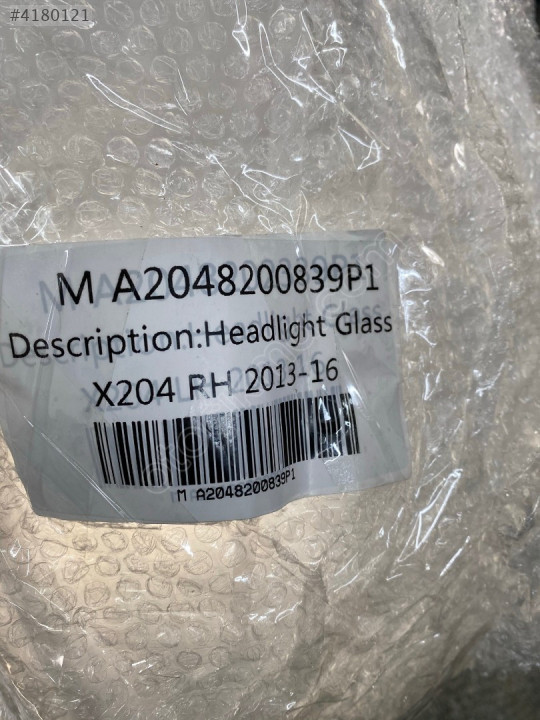 #4180121
M A2048200839P1
Description:Headlight Glass
X204 RH 2013-16
M A2048200839P1